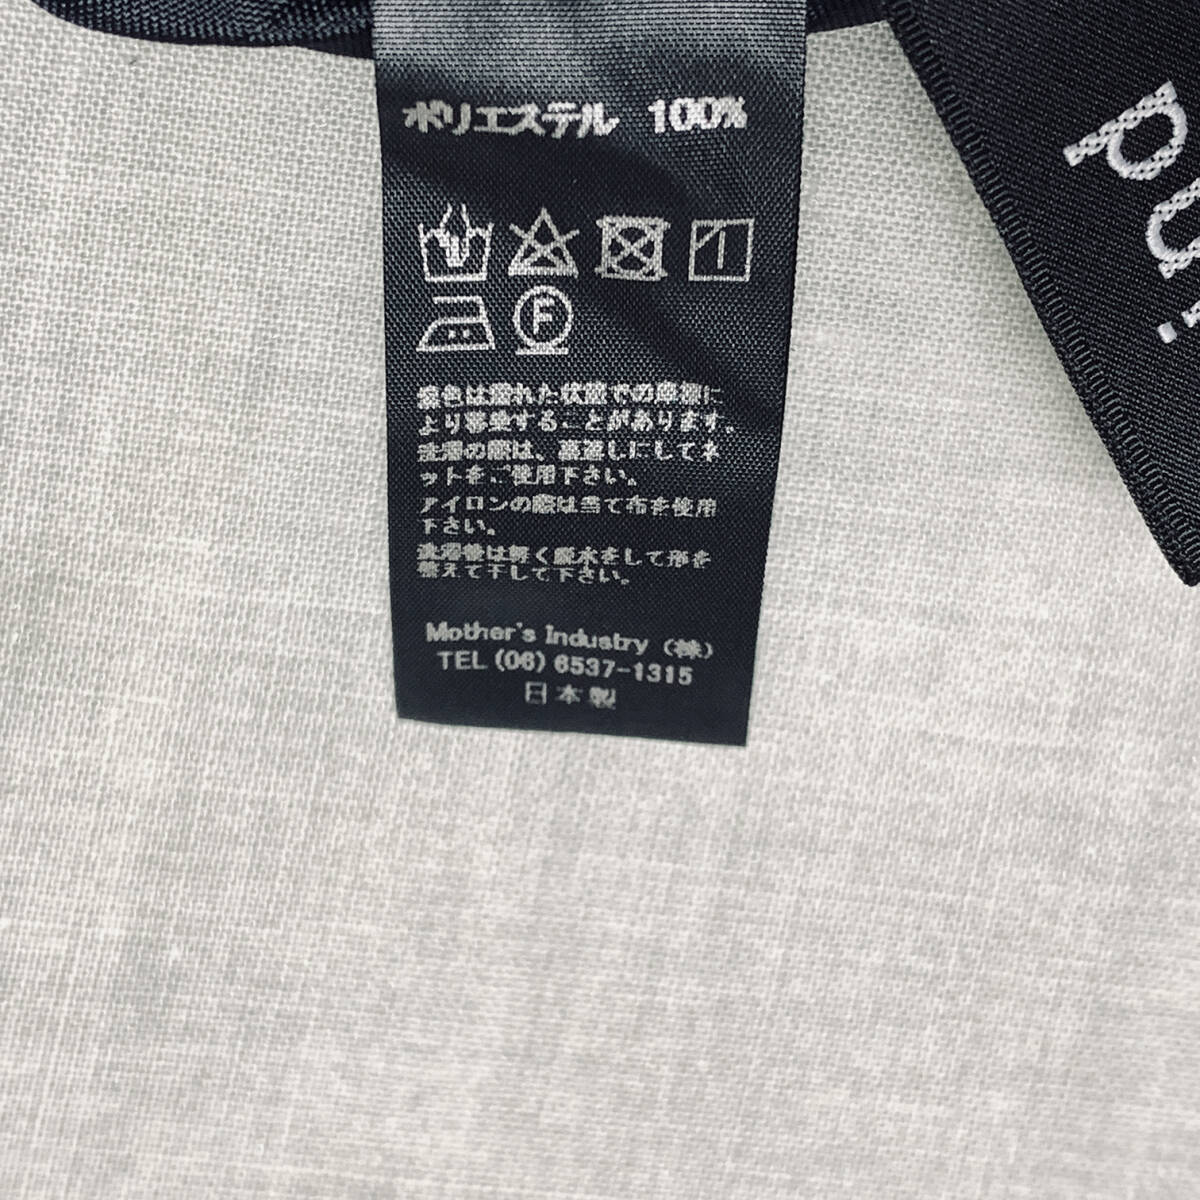 ポリエステル 100%
F
濃色は濡れた状態での摩擦に
より移染することがあります。
洗濯の際は、裏返しにしてネ
ットをご使用下さい。
アイロンの際は当て布を使用
下さい。
洗濯後は軽く脱水をして形を
整えて干して下さい。
Mother's Industry (株)
TEL (06) 6537-1315
日本製
pu